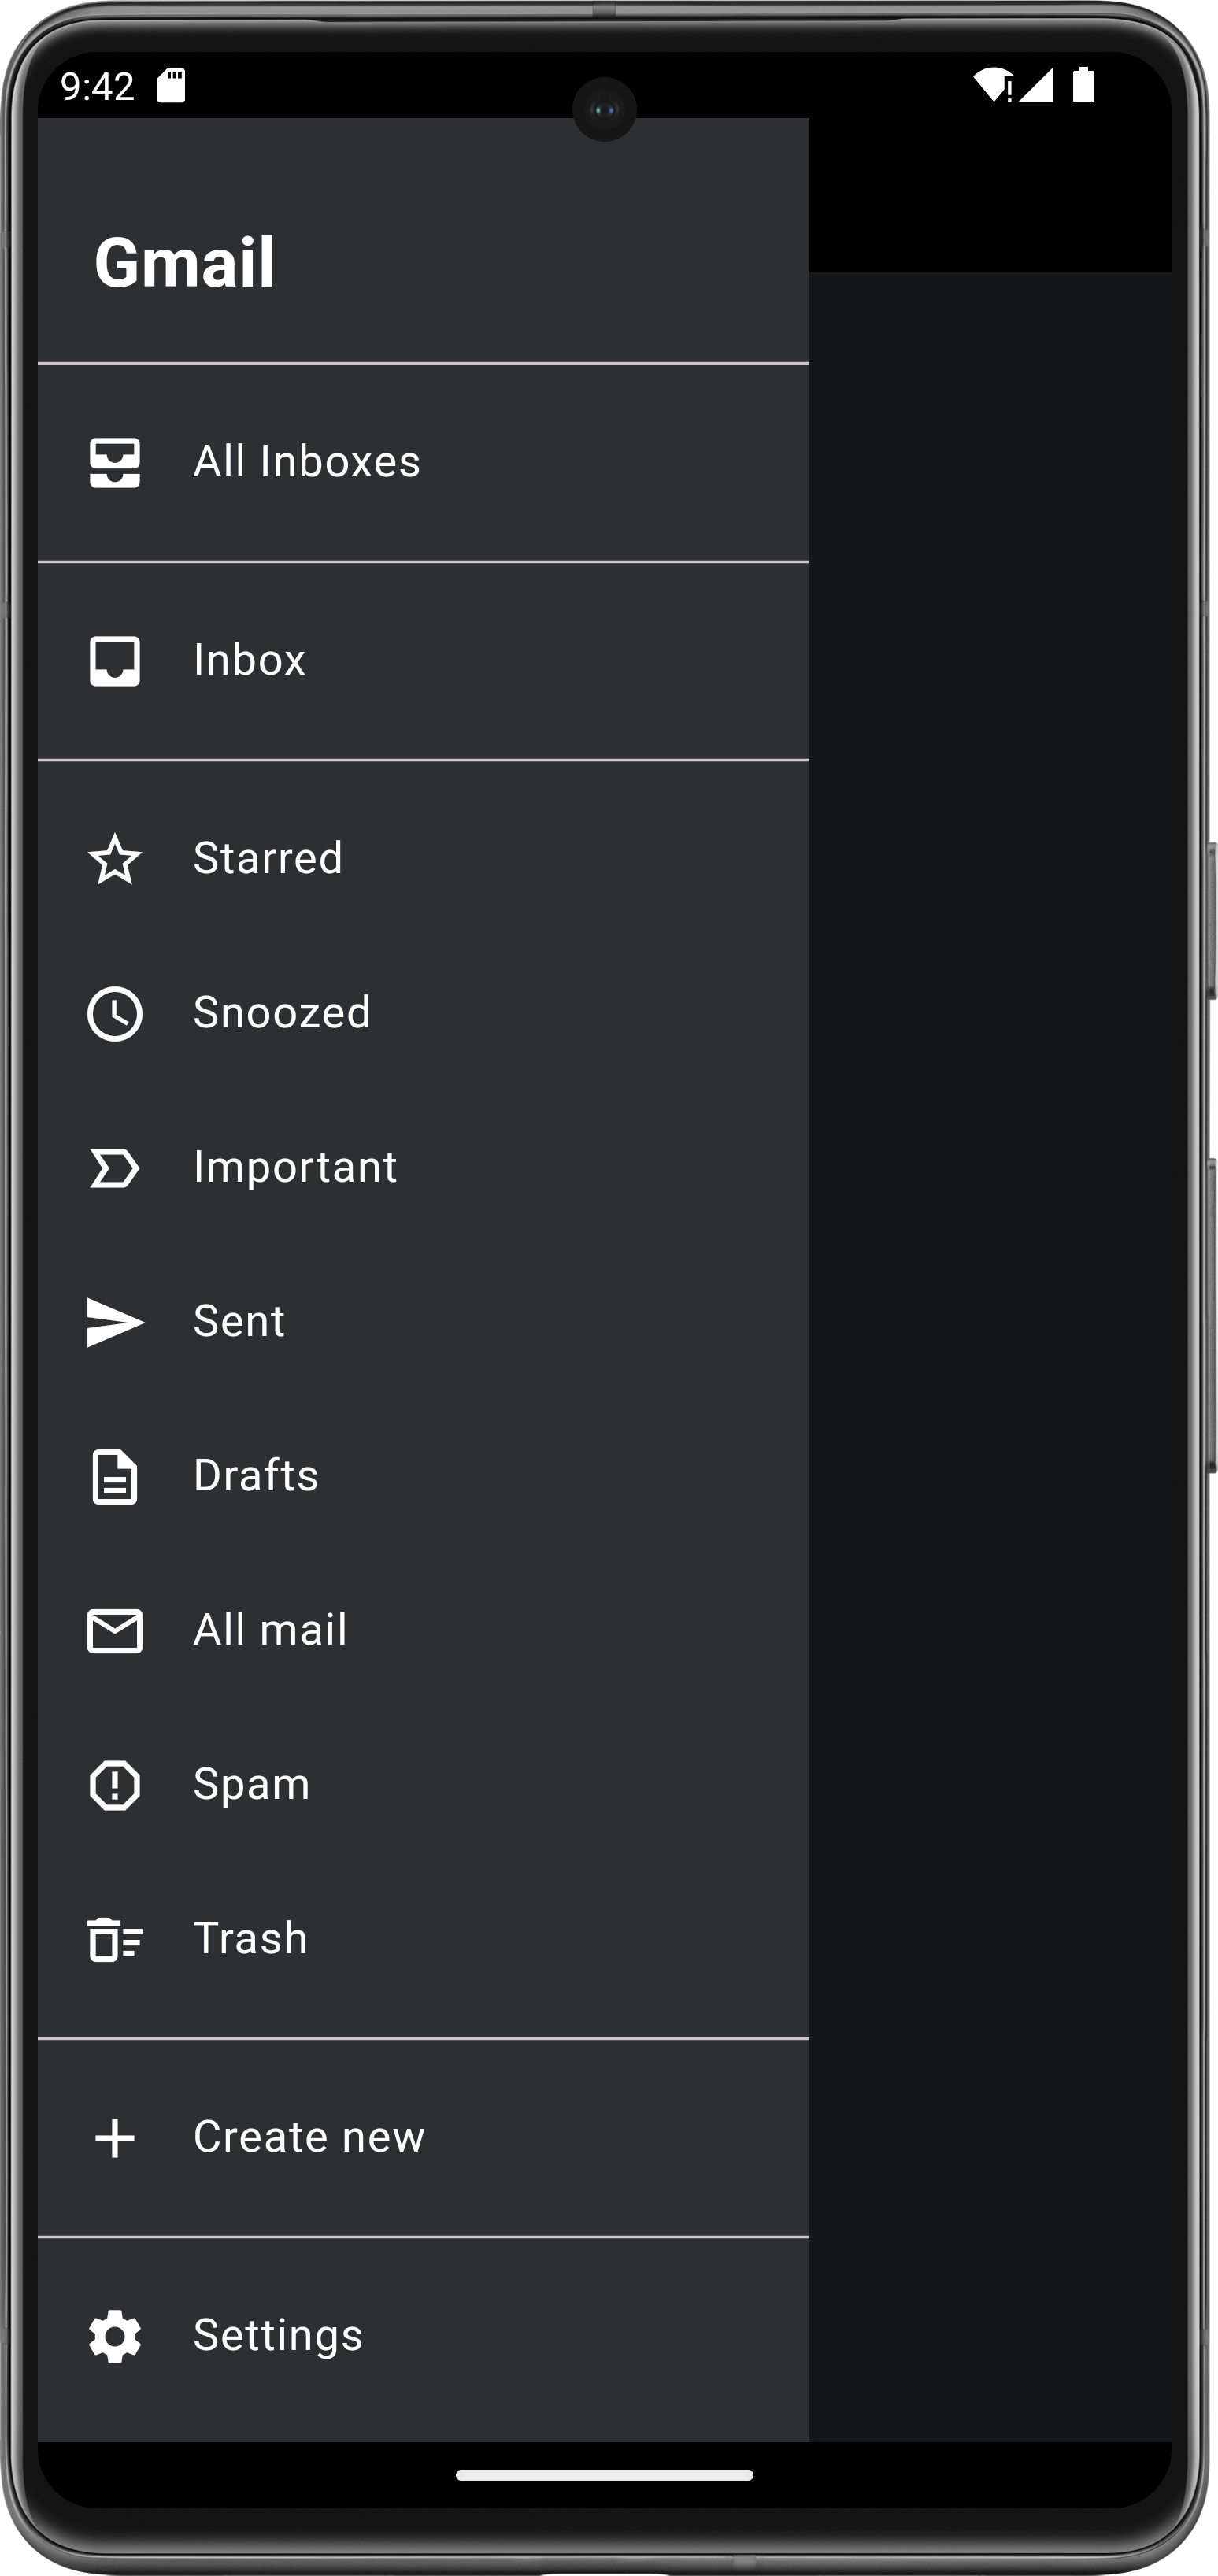 9:42
Gmail
All Inboxes
Inbox
Starred
Snoozed
Important
Sent
Drafts
All mail
Spam
Trash
Create new
Settings